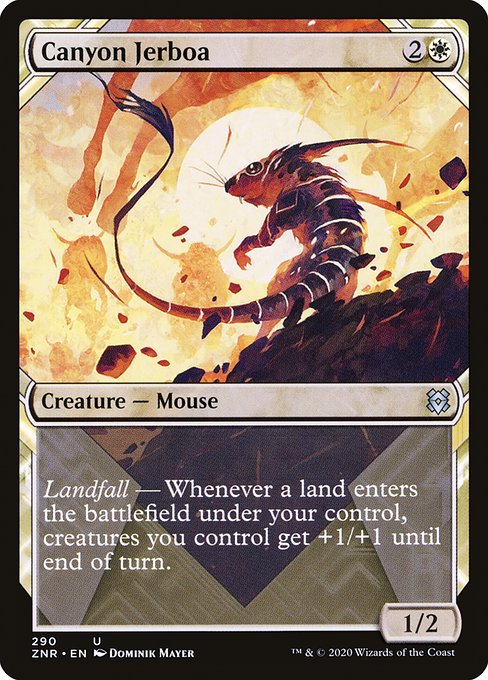 Canyon Jerboa 2
Creature — Mouse
Landfall — Whenever a land enters
the battlefield under your control,
creatures you control get +1/+1 until
end of turn.
1/2
290 U
ZNR • EN Dominik Mayer ™ & © 2020 Wizards of the Coast